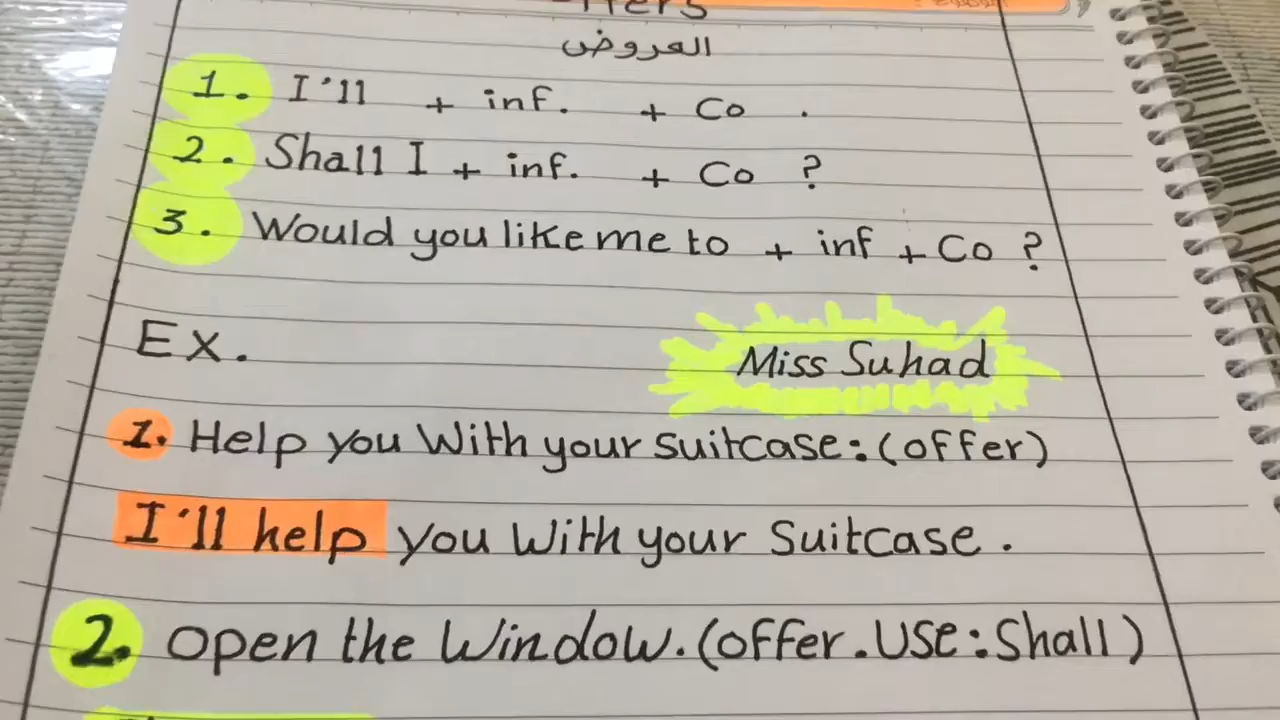 العروض
1. I'll + inf. + Co .
2. Shall I + inf. + Co ?
3. Would you like me to + inf + Co ?
Ex.
Miss Suhad
1. Help you With your suitcase:(offer)
I'll help you With your Suitcase.
2. Open the Window.(offer.Use:Shall)